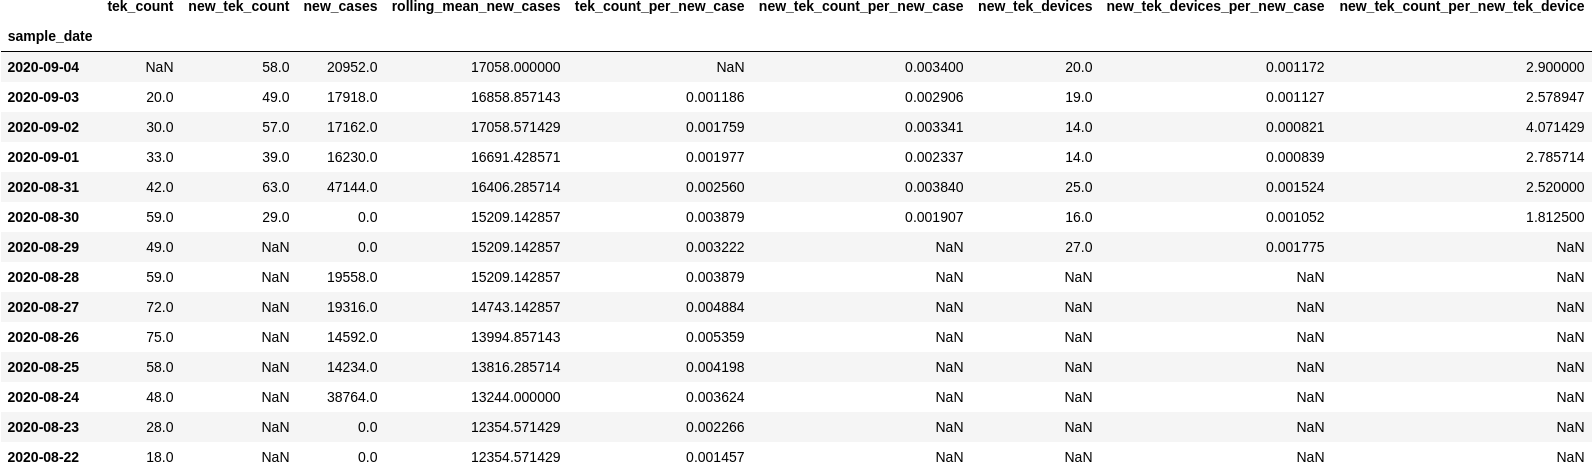 tek_count new_tek_count new_cases rolling_mean_new_cases tek_count_per_new_case new_tek_count_per_new_case new_tek_devices new_tek_devices_per_new_case new_tek_count_per_new_tek_device
sample_date
2020-09-04 NaN 58.0 20952.0 17058.000000 NaN 0.003400 20.0 0.001172 2.900000
2020-09-03 20.0 49.0 17918.0 16858.857143 0.001186 0.002906 19.0 0.001127 2.578947
2020-09-02 30.0 57.0 17162.0 17058.571429 0.001759 0.003341 14.0 0.000821 4.071429
2020-09-01 33.0 39.0 16230.0 16691.428571 0.001977 0.002337 14.0 0.000839 2.785714
2020-08-31 42.0 63.0 47144.0 16406.285714 0.002560 0.003840 25.0 0.001524 2.520000
2020-08-30 59.0 29.0 0.0 15209.142857 0.003879 0.001907 16.0 0.001052 1.812500
2020-08-29 49.0 NaN 0.0 15209.142857 0.003222 NaN 27.0 0.001775 NaN
2020-08-28 59.0 NaN 19558.0 15209.142857 0.003879 NaN NaN NaN NaN
2020-08-27 72.0 NaN 19316.0 14743.142857 0.004884 NaN NaN NaN NaN
2020-08-26 75.0 NaN 14592.0 13994.857143 0.005359 NaN NaN NaN NaN
2020-08-25 58.0 NaN 14234.0 13816.285714 0.004198 NaN NaN NaN NaN
2020-08-24 48.0 NaN 38764.0 13244.000000 0.003624 NaN NaN NaN NaN
2020-08-23 28.0 NaN 0.0 12354.571429 0.002266 NaN NaN NaN NaN
2020-08-22 18.0 NaN 0.0 12354.571429 0.001457 NaN NaN NaN NaN